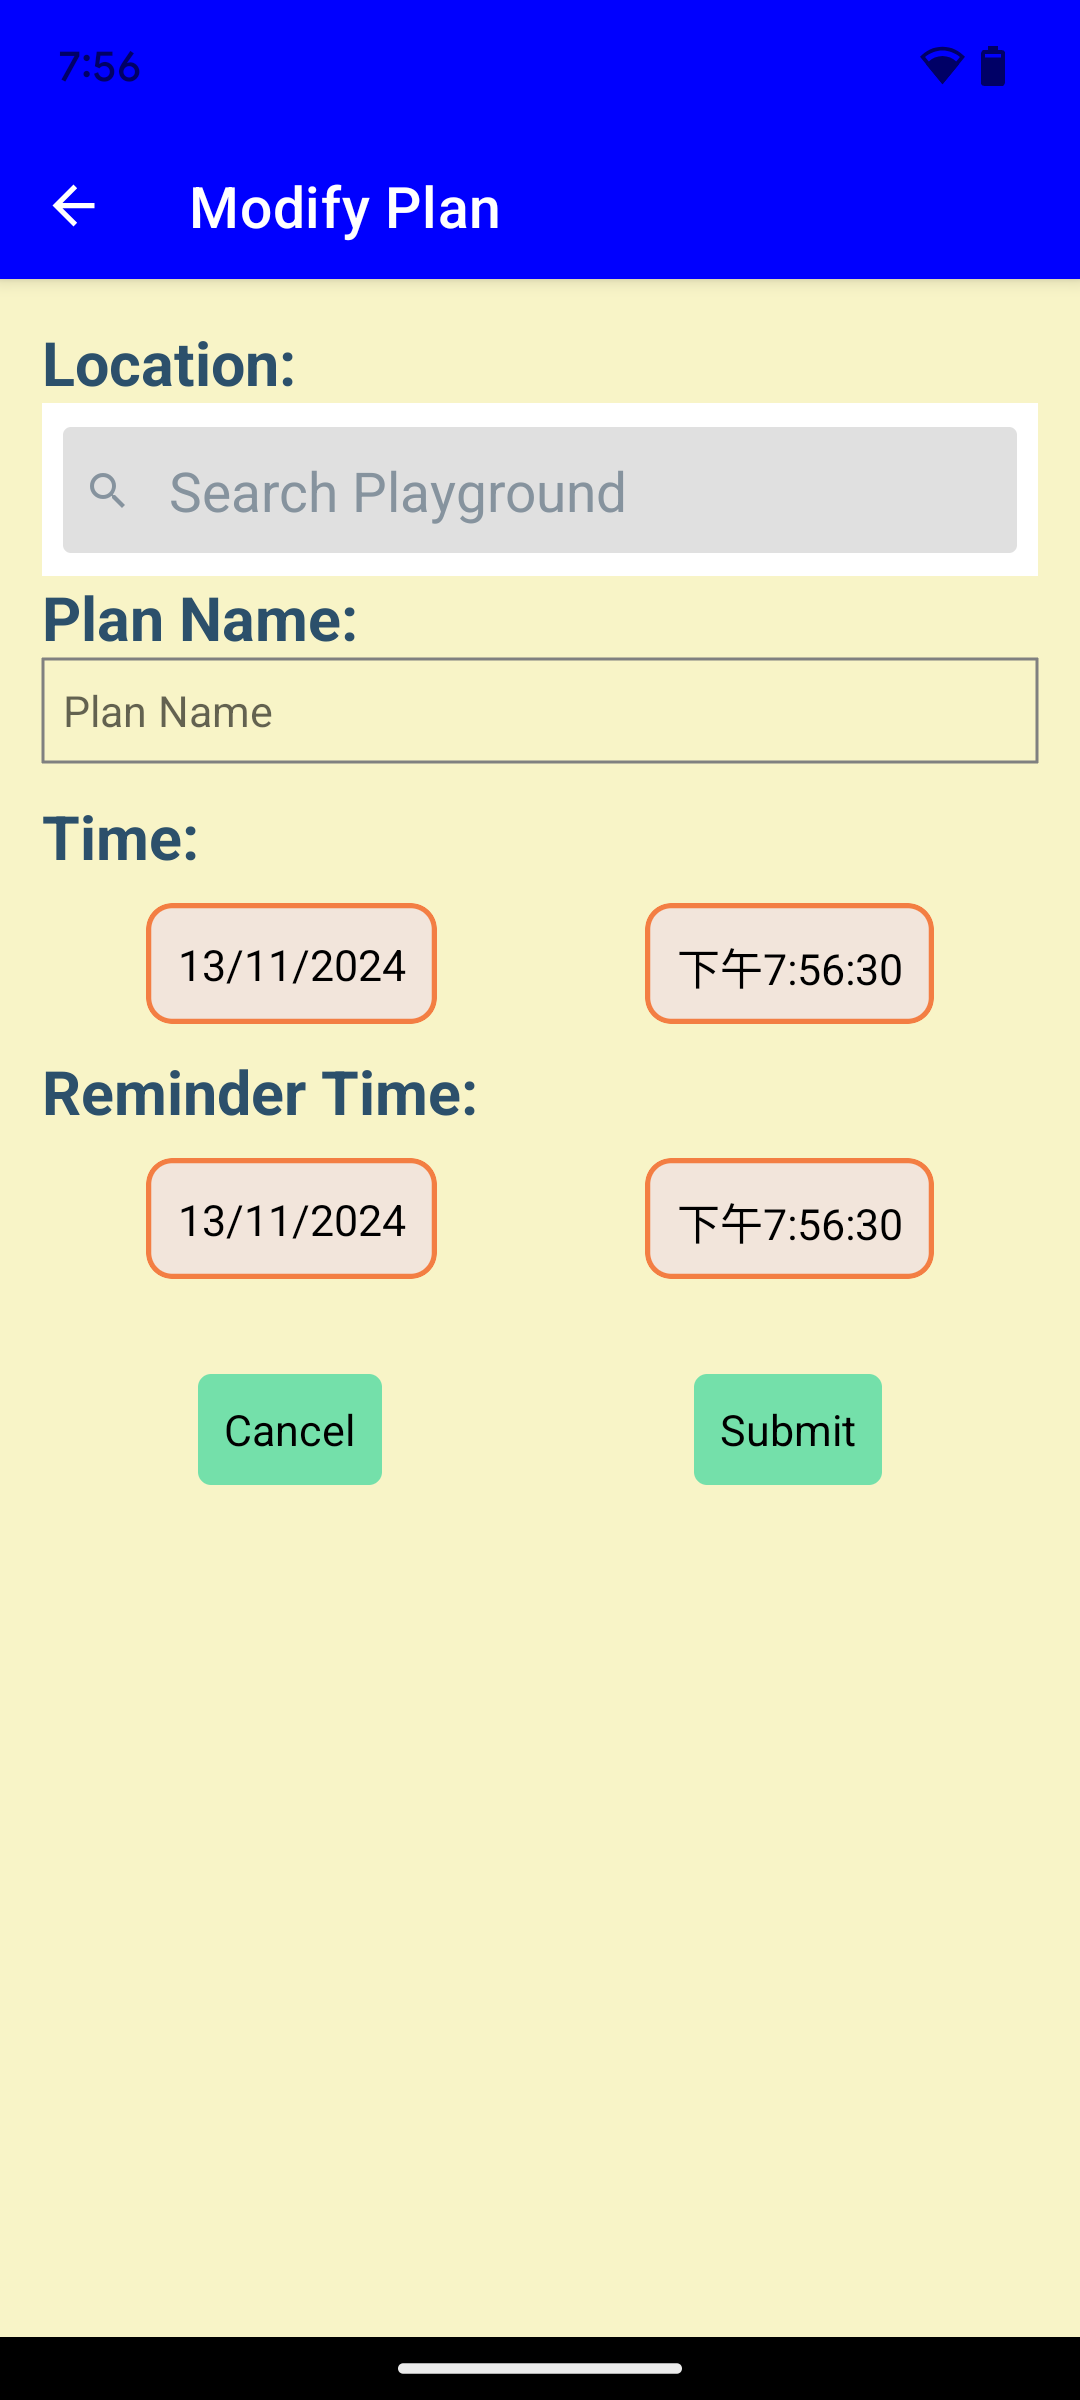 7:56
Modify Plan
Location:
Search Playground
Plan Name:
Plan Name
Time:
13/11/2024 下午7:56:30
Reminder Time:
13/11/2024 下午7:56:30
Cancel Submit